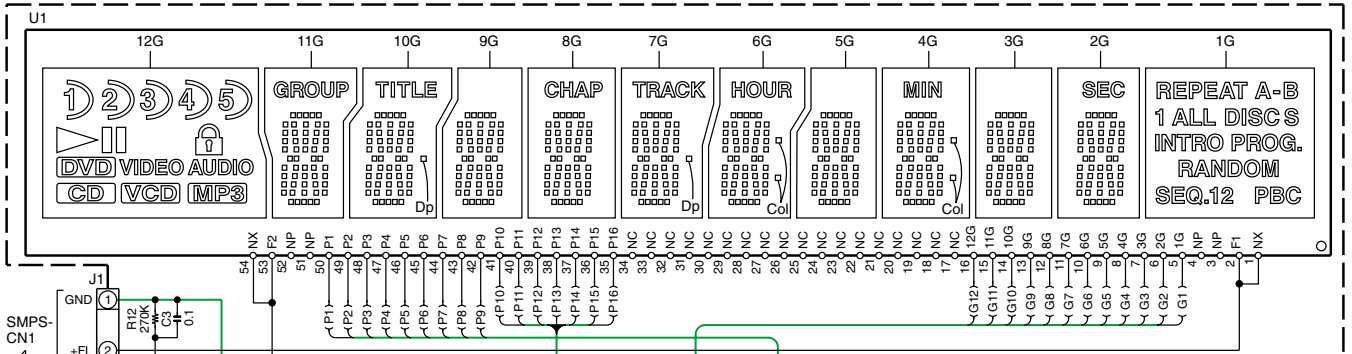 U1
12G 11G 10G 9G 8G 7G 6G 5G 4G 3G 2G 1G
1 2 3 4 5 GROUP TITLE CHAP TRACK HOUR MIN SEC REPEAT A-B
1 ALL DISC S
INTRO PROG.
DVD VIDEO AUDIO RANDOM
CD VCD MP3 SEQ.12 PBC
Dp Dp Col Col
NX F2 NP NP P1 P2 P3 P4 P5 P6 P7 P8 P9 P10 P11 P12 P13 P14 P15 P16 NC NC NC NC NC NC NC NC NC NC NC NC NC NC NC NC NC NC 12G 11G 10G 9G 8G 7G 6G 5G 4G 3G 2G 1G NP NP F1 NX
54 53 52 51 50 49 48 47 46 45 44 43 42 41 40 39 38 37 36 35 34 33 32 31 30 29 28 27 26 25 24 23 22 21 20 19 18 17 16 15 14 13 12 11 10 9 8 7 6 5 4 3 2 1
P1 P2 P3 P4 P5 P6 P7 P8 P9 P10 P11 P12 P13 P14 P15 P16 G12 G11 G10 G9 G8 G7 G6 G5 G4 G3 G2 G1
J1
GND 1
R12
270K
C3
0.1
SMPS-
CN1
+FL 2